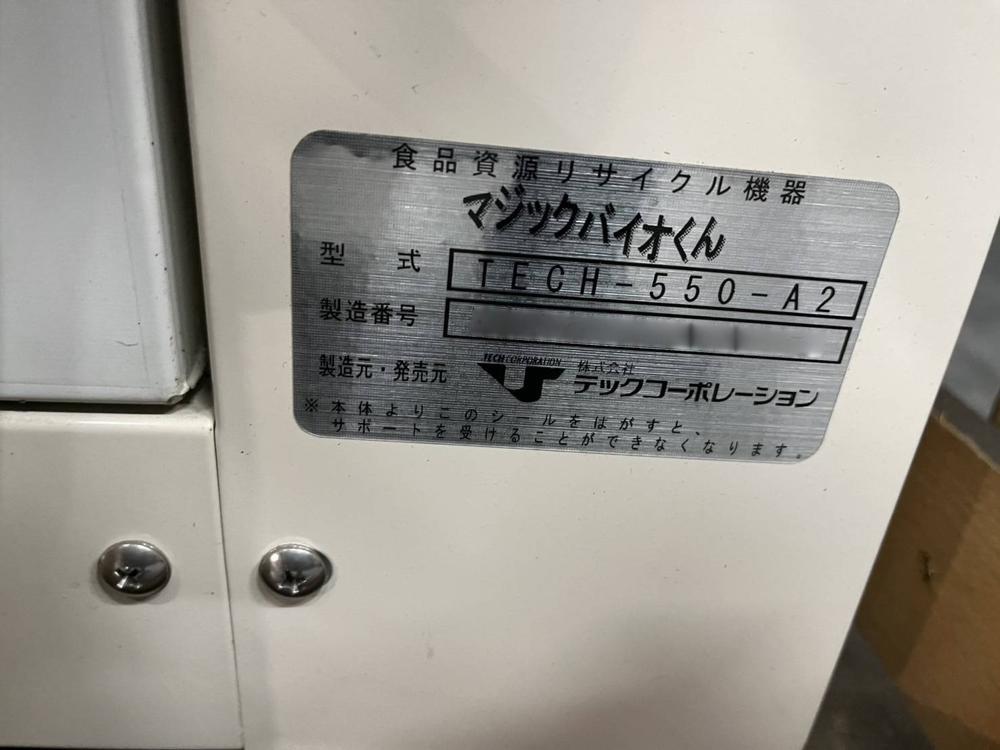 食品資源リサイクル機器
マジックバイオくん
型式 TECH-550-A2
製造番号
製造元・発売元 TECH CORPORATION 株式会社 テックコーポレーション
※本体よりこのシールをはがすと、
サポートを受けることができなくなります。